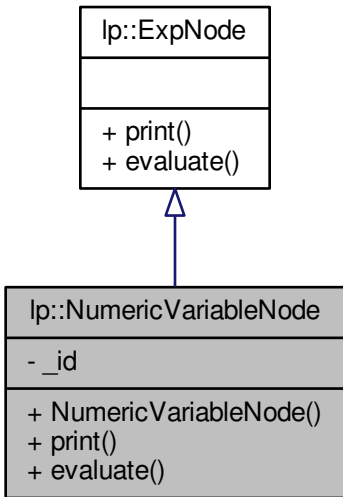 lp::ExpNode
+ print()
+ evaluate()
lp::NumericVariableNode
- _id
+ NumericVariableNode()
+ print()
+ evaluate()